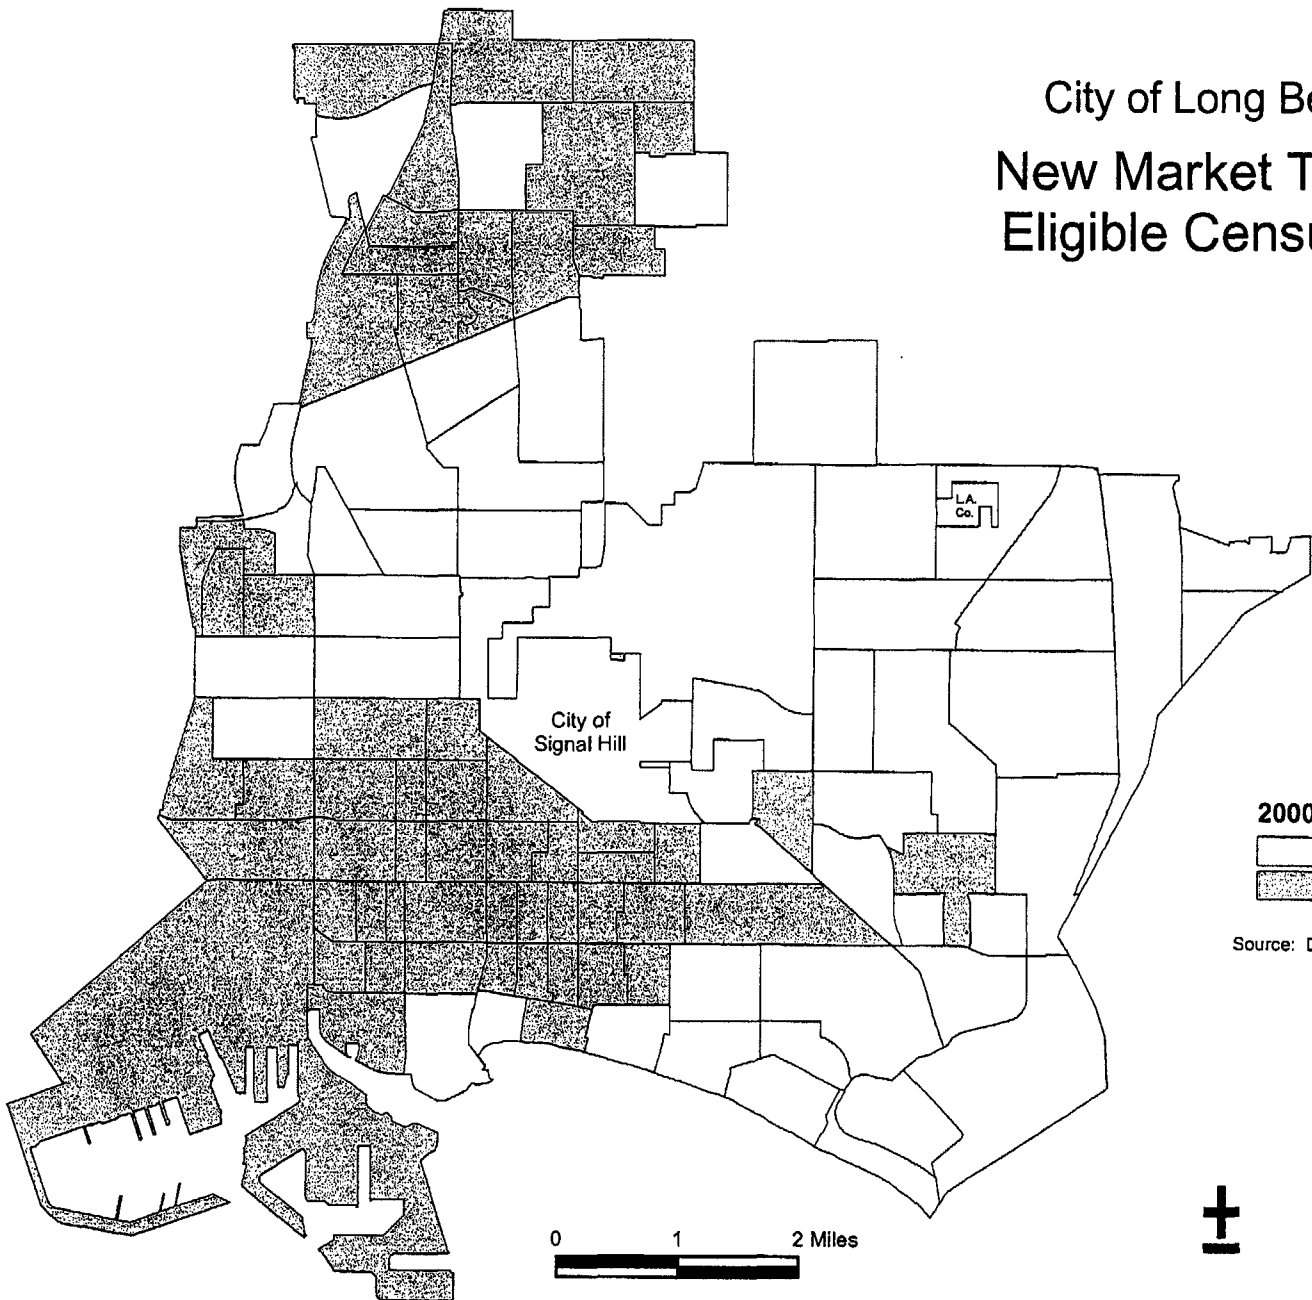 City of Long Be
New Market T
Eligible Censu
L.A.
Co.
City of
Signal Hill
2000
Source: D
0 1 2 Miles